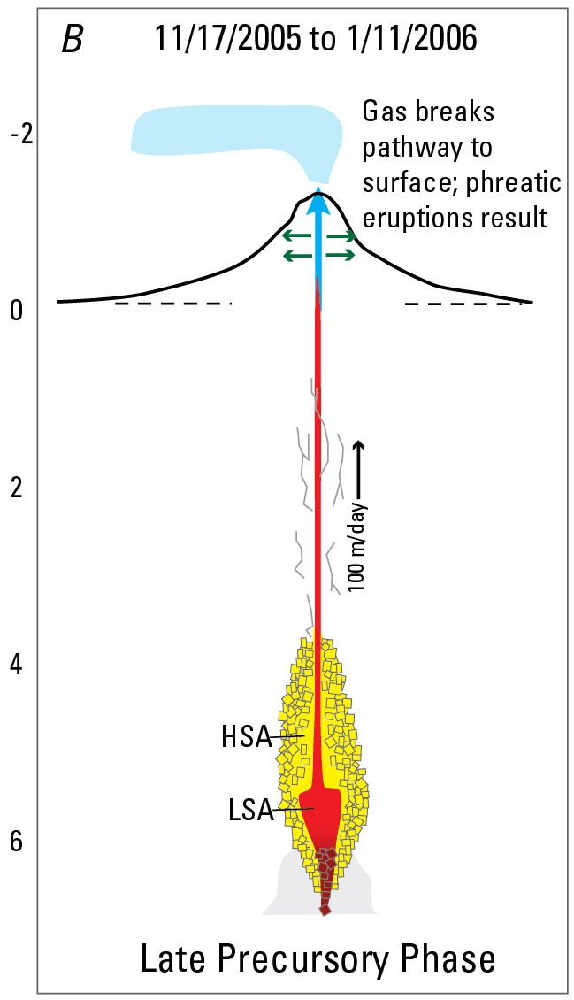 B
11/17/2005 to 1/11/2006
Gas breaks
pathway to
surface; phreatic
eruptions result
-2
0
2
100 m/day
4
HSA
LSA
6
Late Precursory Phase